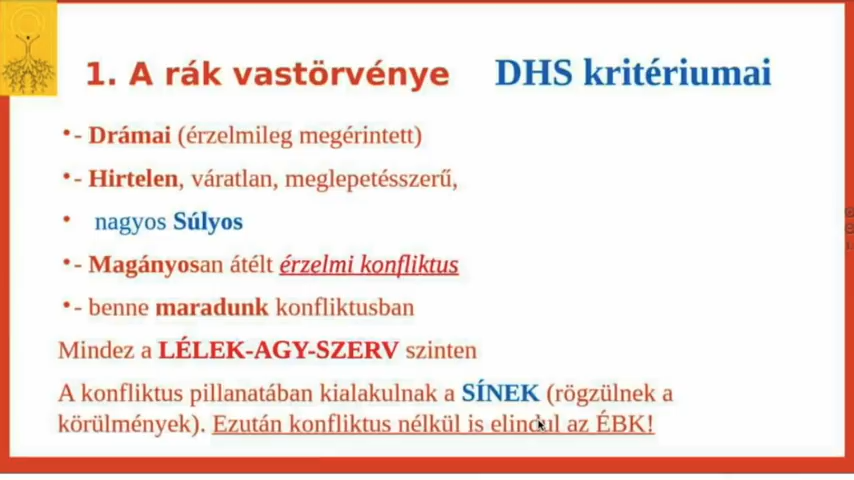 1. A rák vastörvénye DHS kritériumai
•- Drámai (érzelmileg megérintett)
•- Hirtelen, váratlan, meglepetésszerű,
• nagyos Súlyos
•- Magányosan átélt érzelmi konfliktus
•- benne maradunk konfliktusban
Mindez a LÉLEK-AGY-SZERV szinten
A konfliktus pillanatában kialakulnak a SÍNEK (rögzülnek a
körülmények). Ezután konfliktus nélkül is elindul az ÉBK!